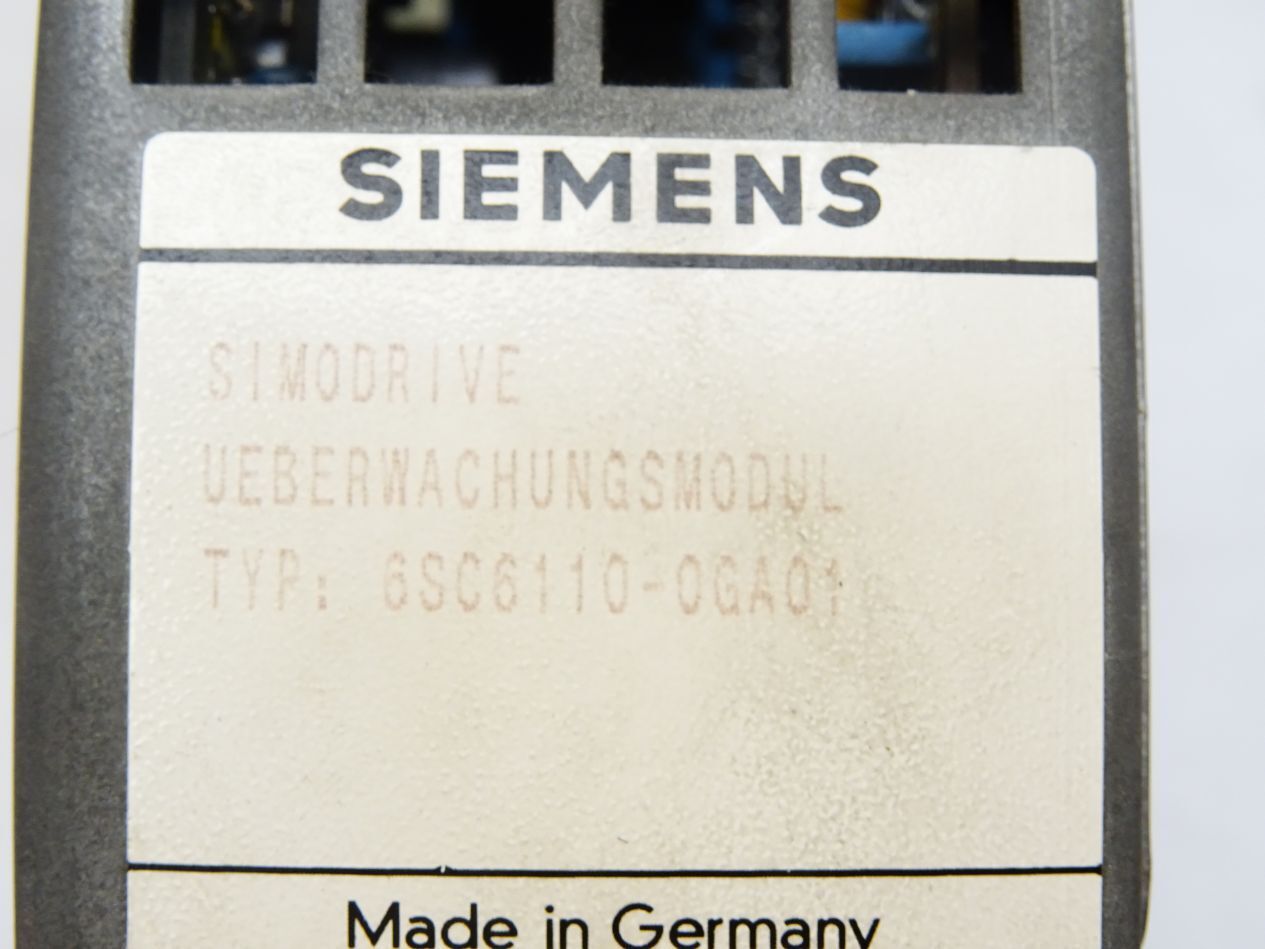 SIEMENS
SIMODRIVE
UEBERWACHUNGSMODUL
TYP: 6SC6110-0GA01
Made in Germany